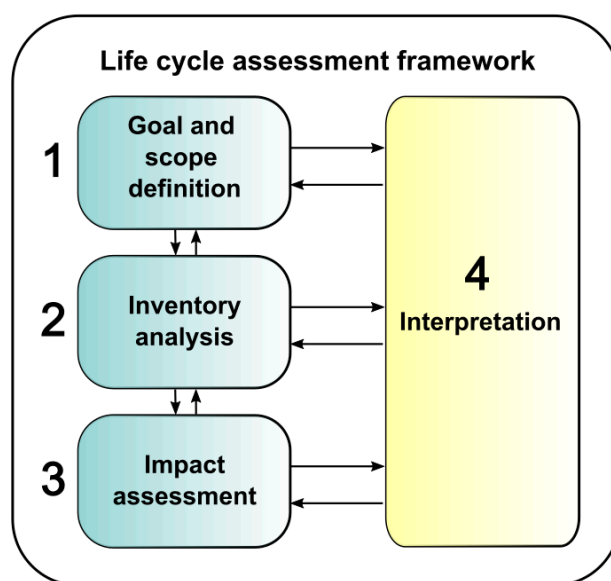 Life cycle assessment framework
1
Goal and
scope
definition
2
Inventory
analysis
3
Impact
assessment
4
Interpretation